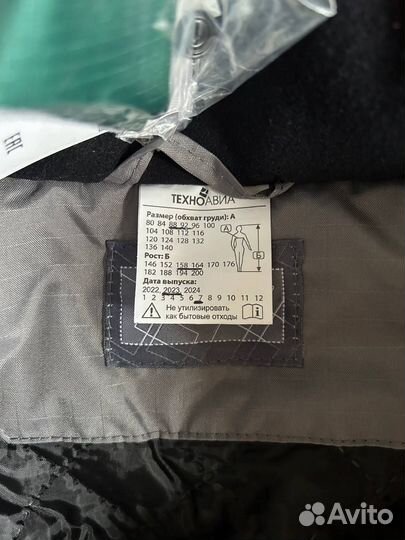 EAC
ТЕХНОАВИА
Размер (обхват груди): А
80 84 88 92 96 100
104 108 112 116
120 124 128 132
136 140
А
Б
Рост: Б
146 152 158 164 170 176
182 188 194 200
Дата выпуска:
2022, 2023, 2024
1 2 3 4 5 6 7 8 9 10 11 12
Не утилизировать
как бытовые отходы
Avito